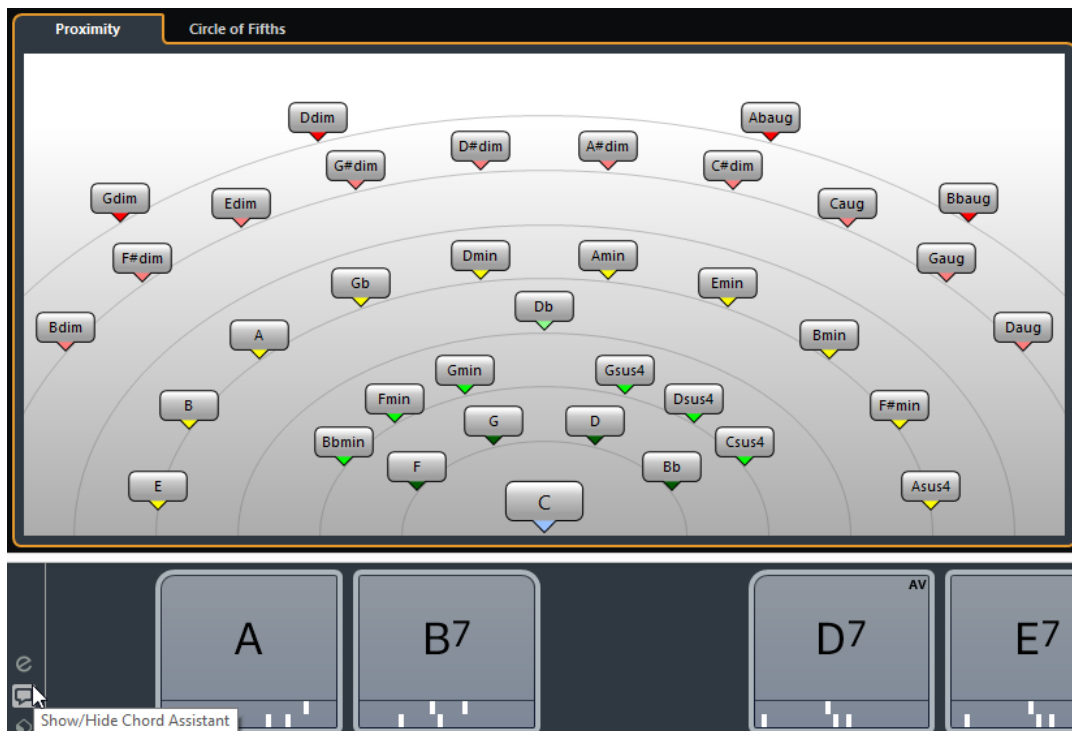 Proximity Circle of Fifths
Ddim Abaug
D#dim A#dim
G#dim C#dim
Gdim Edim Caug Bbaug
F#dim Dmin Amin Gaug
Gb Emin
Db
Bdim A Bmin Daug
Gmin Gsus4
Fmin Dsus4
B F#min
G D
Bbmin Csus4
F Bb
E Asus4
C
AV
A B7 D7 E7
e
Show/Hide Chord Assistant